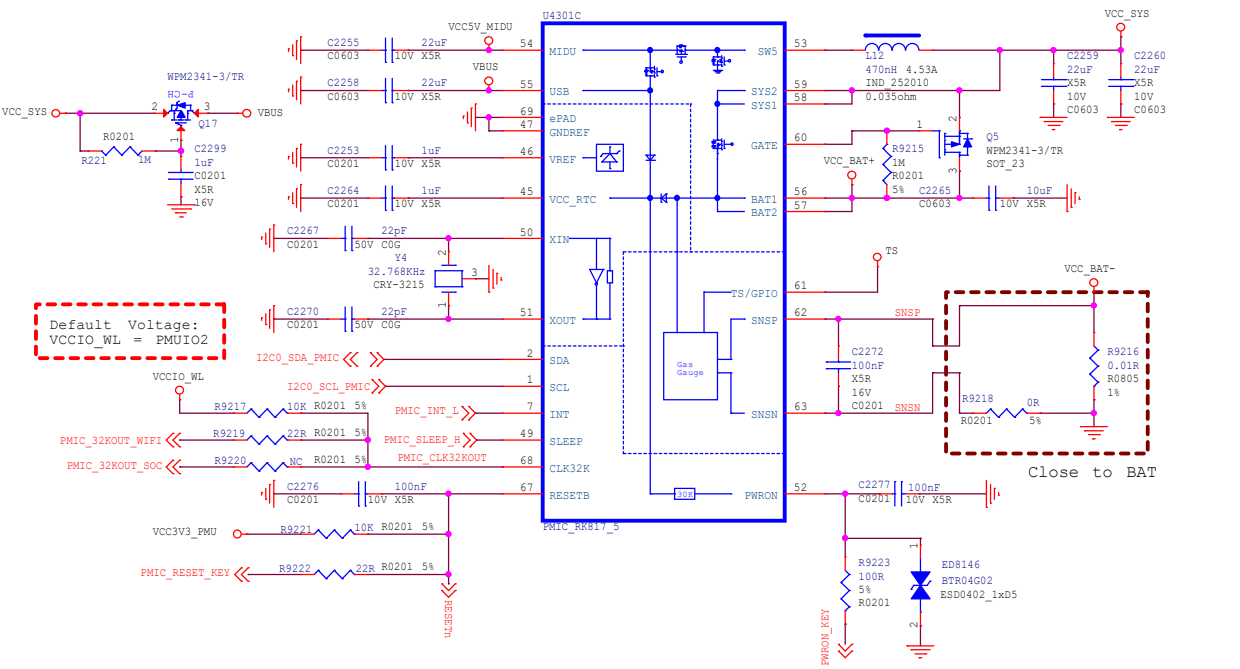 U4301C
VCC5V_MIDU
C2255 22uF
C0603 10V X5R
54 MIDU
VBUS
C2258 22uF
C0603 10V X5R
55 USB
69 ePAD
47 GNDREF
C2253 1uF
C0201 10V X5R
46 VREF
C2264 1uF
C0201 10V X5R
45 VCC_RTC
C2267 22pF
C0201 50V C0G
50 XIN
Y4
32.768KHz
CRY-3215
2
3
1
C2270 22pF
C0201 50V C0G
51 XOUT
WPM2341-3/TR
P-CH
VCC_SYS
2
3
VBUS
Q17
1
R0201
R221 1M
C2299
1uF
C0201
X5R
16V
Default Voltage:
VCCIO_WL = PMUIO2
I2C0_SDA_PMIC
2 SDA
I2C0_SCL_PMIC
1 SCL
VCCIO_WL
R9217 10K R0201 5%
PMIC_INT_L
7 INT
PMIC_32KOUT_WIFI
R9219 22R R0201 5%
PMIC_SLEEP_H
49 SLEEP
PMIC_32KOUT_SOC
R9220 NC R0201 5%
PMIC_CLK32KOUT
68 CLK32K
C2276 100nF
C0201 10V X5R
67 RESETB
VCC3V3_PMU
R9221 10K R0201 5%
PMIC_RESET_KEY
R9222 22R R0201 5%
RESETn
PMIC_RK817_5
Gas
Gauge
30K
SW5 53
L12
470nH 4.53A
IND_252010
0.035ohm
VCC_SYS
C2259
22uF
X5R
10V
C0603
C2260
22uF
X5R
10V
C0603
SYS2 59
SYS1 58
GATE 60
1
2
3
Q5
WPM2341-3/TR
SOT_23
R9215
1M
R0201
5%
VCC_BAT+
BAT1 56
BAT2 57
C2265 10uF
C0603 10V X5R
TS
TS/GPIO 61
SNSP 62
SNSP
C2272
100nF
X5R
16V
C0201
SNSN 63
SNSN
VCC_BAT-
R9216
0.01R
R0805
1%
R9218 0R
R0201 5%
Close to BAT
PWRON 52
C2277 100nF
C0201 10V X5R
R9223
100R
5%
R0201
PWRON_KEY
1
2
ED8146
BTR04G02
ESD0402_1xD5